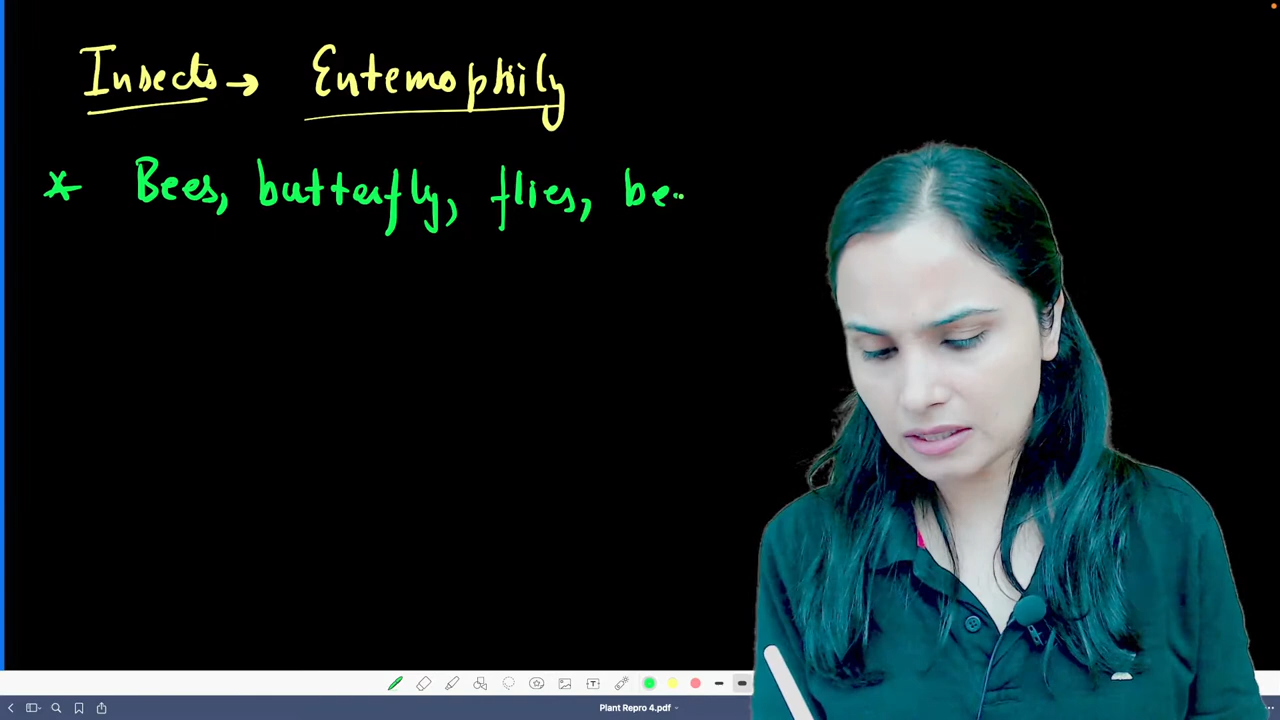 Insects → Entemophily
* Bees, butterfly, flies, be
Plant Repro 4.pdf